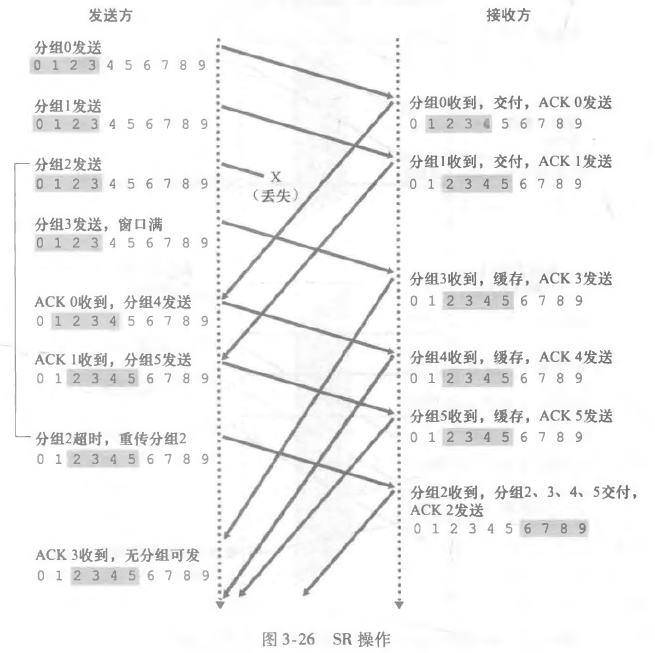 发送方
接收方
分组0发送
0 1 2 3 4 5 6 7 8 9
分组0收到，交付，ACK 0发送
0 1 2 3 4 5 6 7 8 9
分组1发送
0 1 2 3 4 5 6 7 8 9
分组1收到，交付，ACK 1发送
0 1 2 3 4 5 6 7 8 9
分组2发送
0 1 2 3 4 5 6 7 8 9
X
（丢失）
分组3发送，窗口满
0 1 2 3 4 5 6 7 8 9
分组3收到，缓存，ACK 3发送
0 1 2 3 4 5 6 7 8 9
ACK 0收到，分组4发送
0 1 2 3 4 5 6 7 8 9
分组4收到，缓存，ACK 4发送
0 1 2 3 4 5 6 7 8 9
ACK 1收到，分组5发送
0 1 2 3 4 5 6 7 8 9
分组5收到，缓存，ACK 5发送
0 1 2 3 4 5 6 7 8 9
分组2超时，重传分组2
0 1 2 3 4 5 6 7 8 9
分组2收到，分组2、3、4、5交付，
ACK 2发送
0 1 2 3 4 5 6 7 8 9
ACK 3收到，无分组可发
0 1 2 3 4 5 6 7 8 9
图 3-26 SR 操作